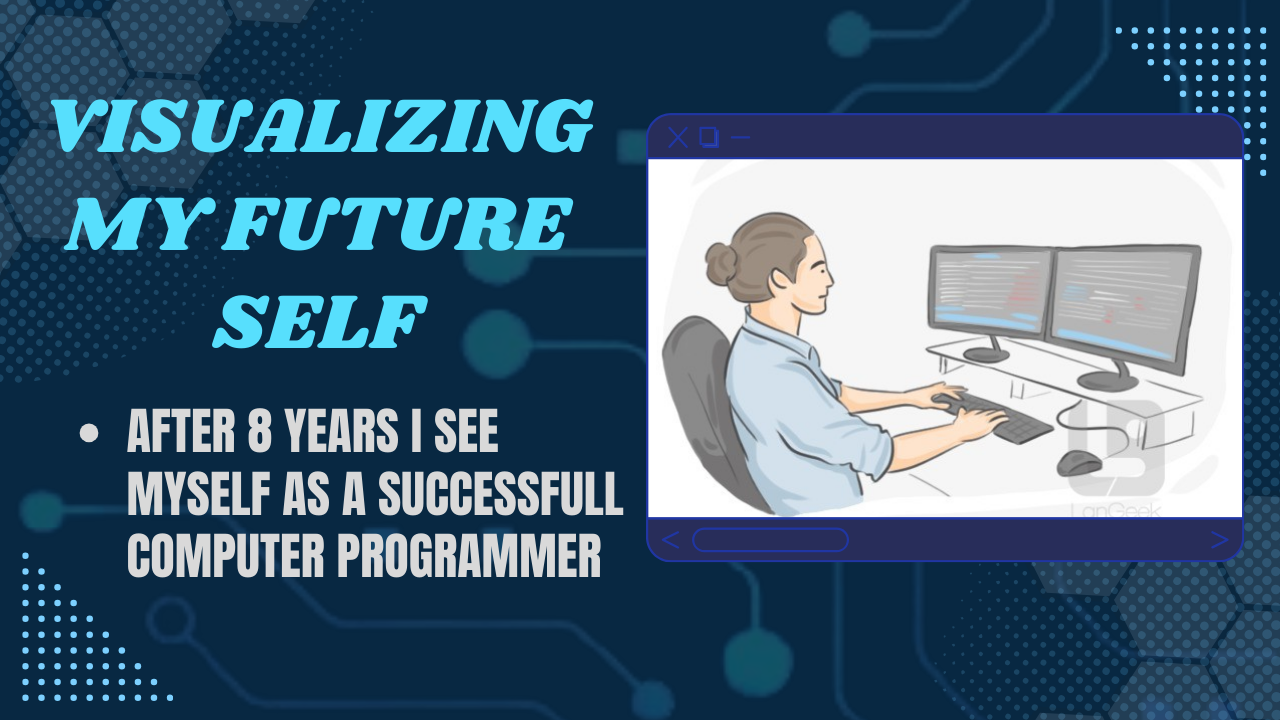 VISUALIZING
MY FUTURE
SELF
AFTER 8 YEARS I SEE
MYSELF AS A SUCCESSFULL
COMPUTER PROGRAMMER
LanGeek